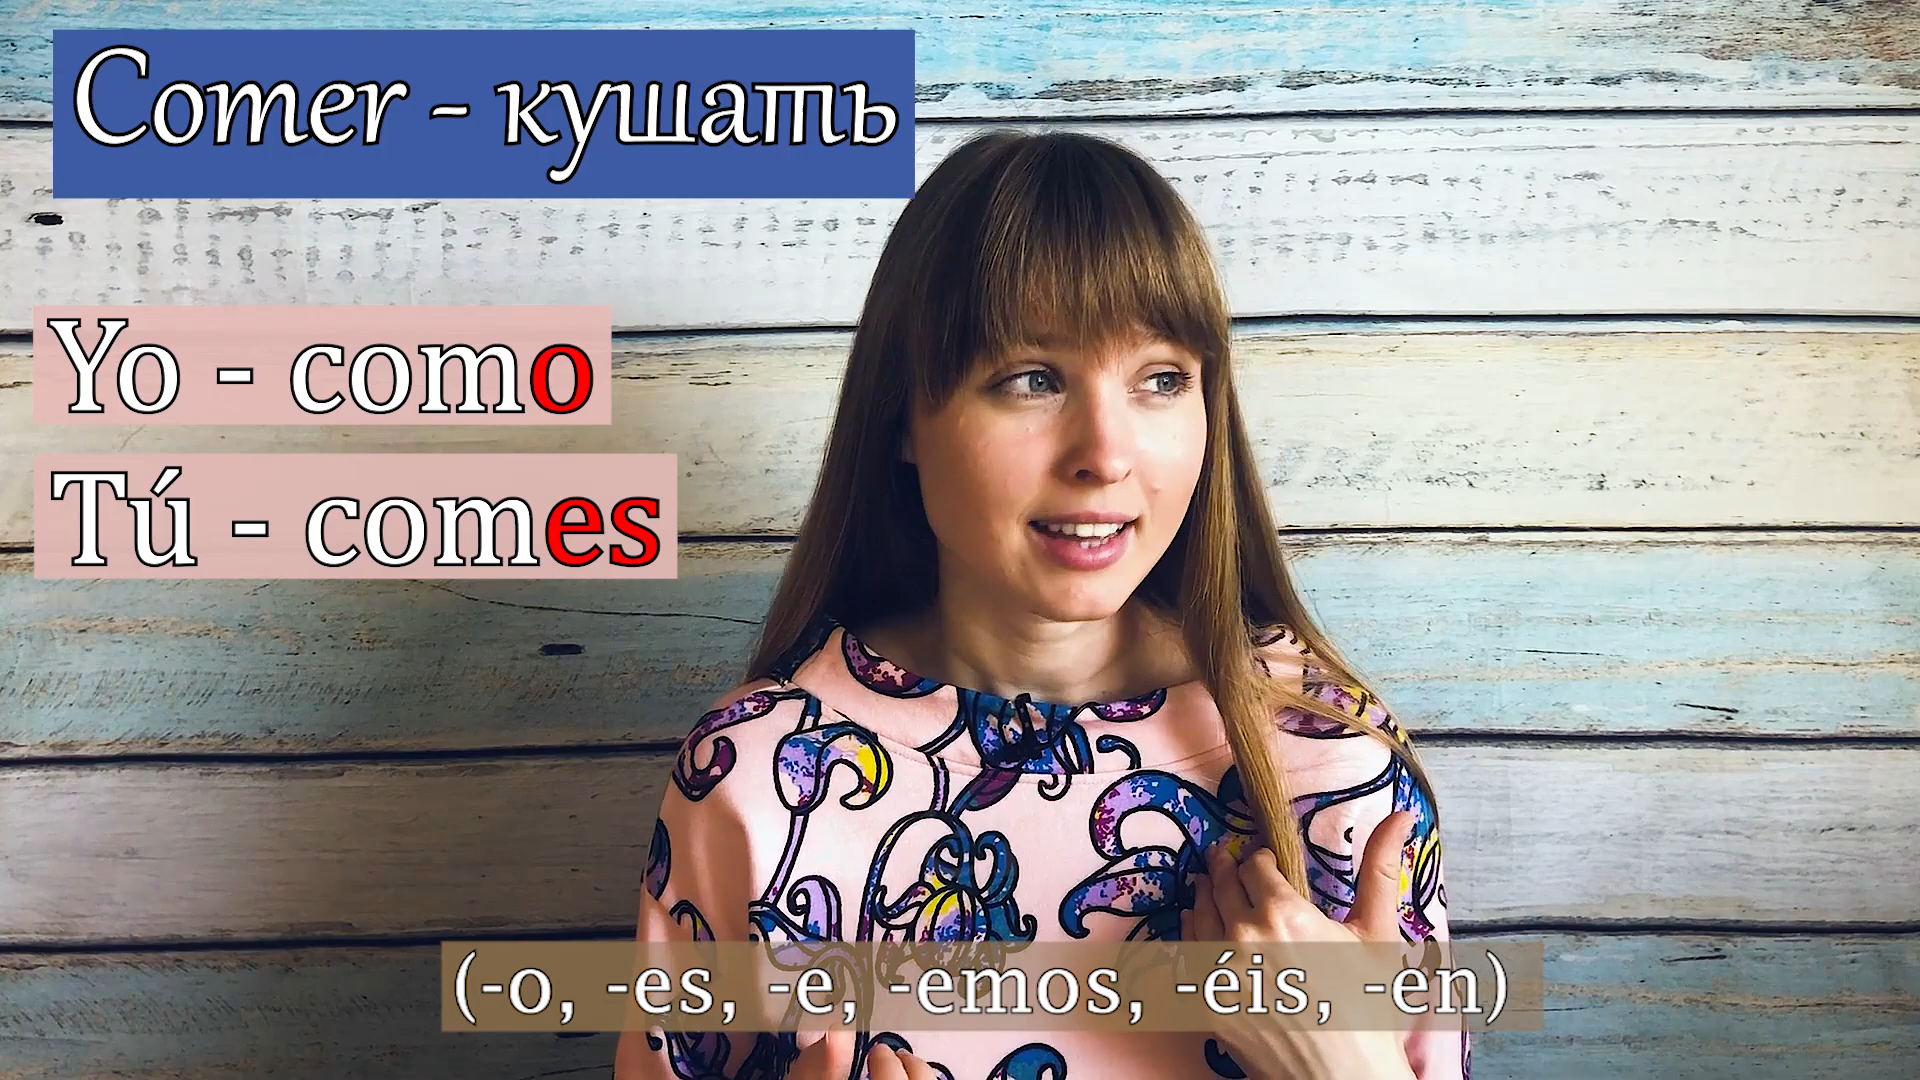 Comer - кушать
Yo - como
Tú - comes
(-o, -es, -e, -emos, -éis, -en)